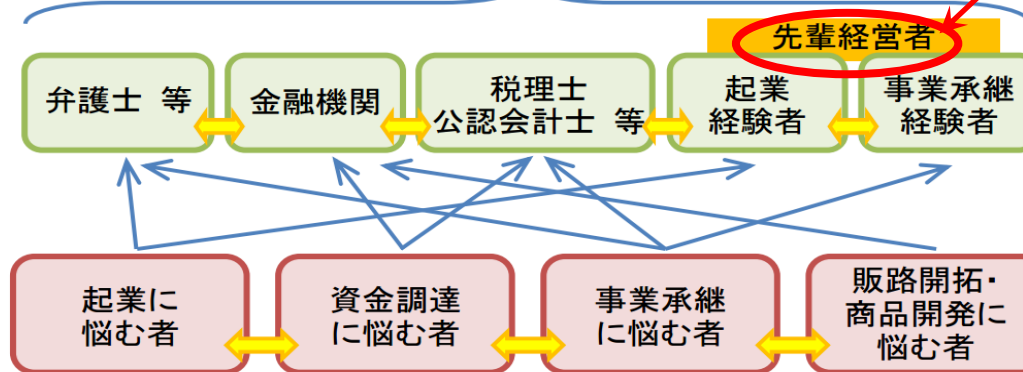 先輩経営者
弁護士 等
金融機関
税理士
公認会計士 等
起業
経験者
事業承継
経験者
起業に
悩む者
資金調達
に悩む者
事業承継
に悩む者
販路開拓・
商品開発に
悩む者